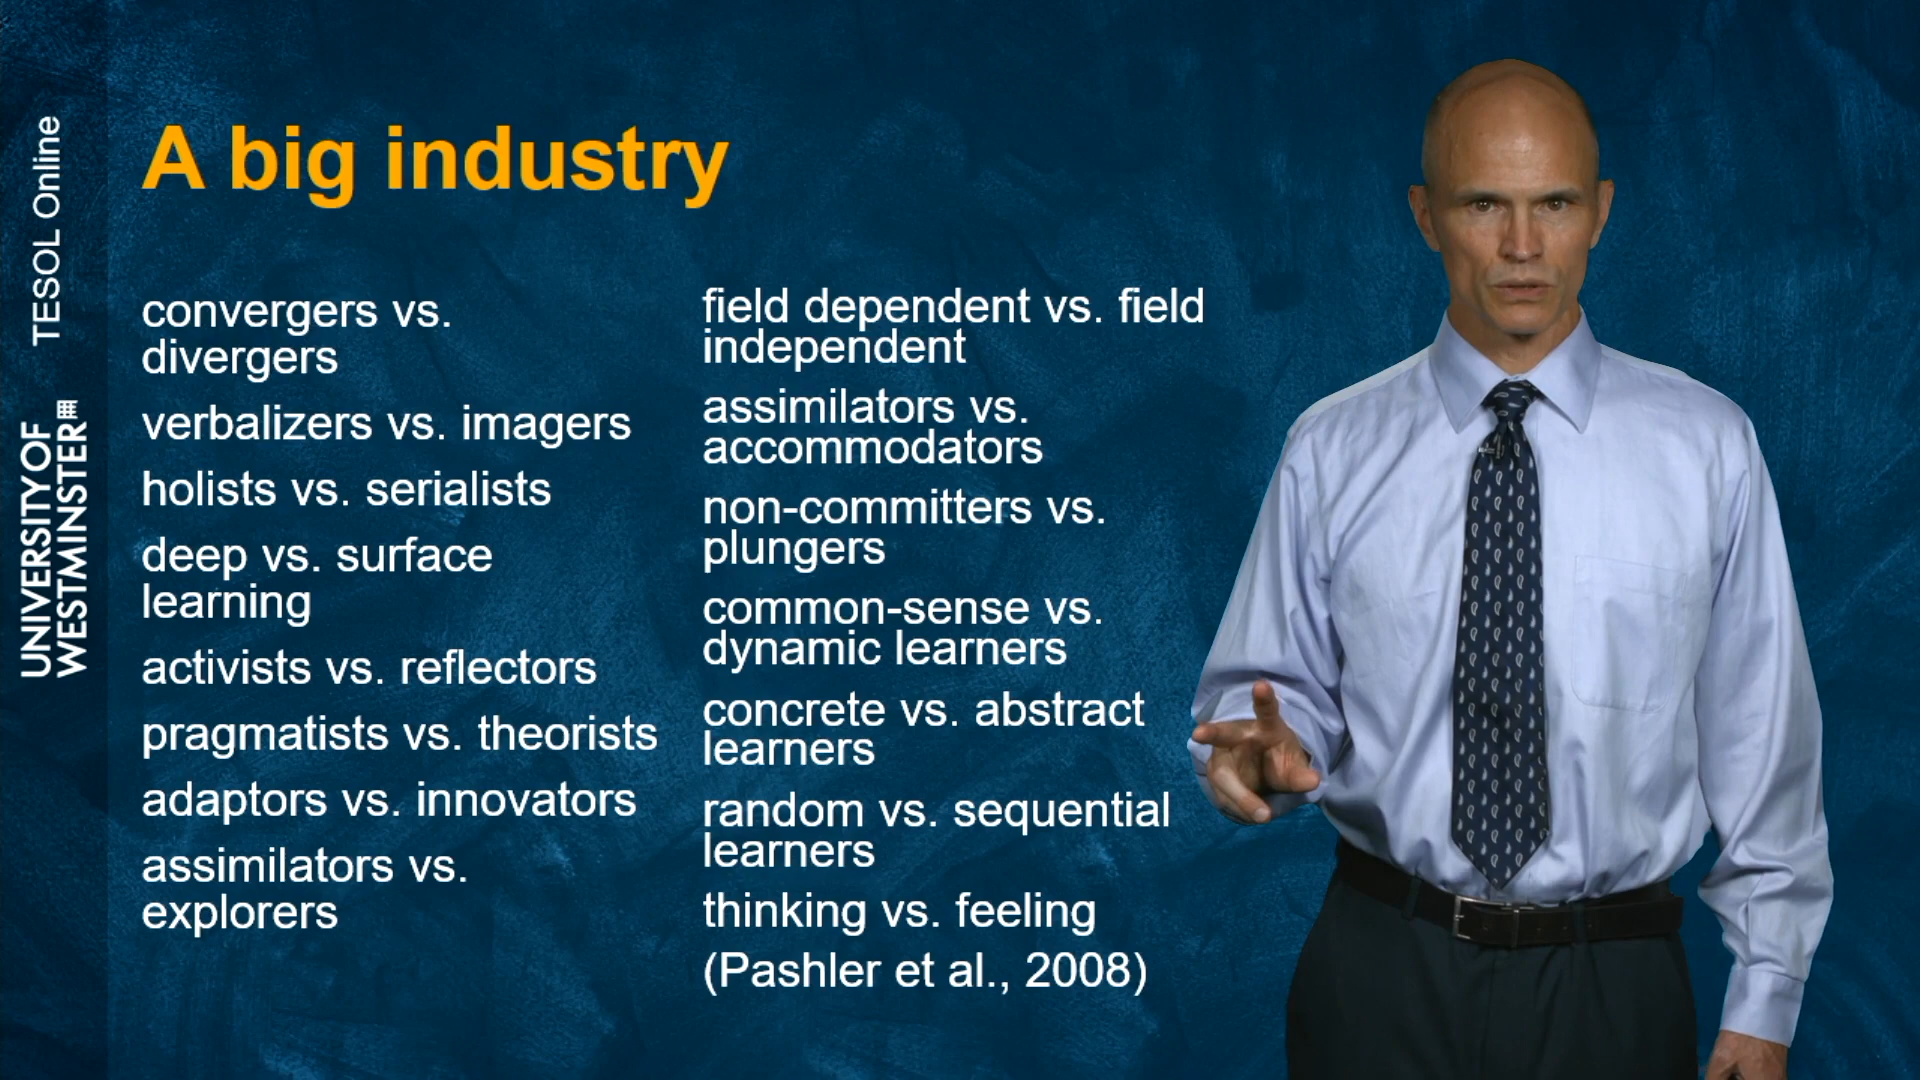 A big industry
convergers vs.
divergers
verbalizers vs. imagers
holists vs. serialists
deep vs. surface
learning
activists vs. reflectors
pragmatists vs. theorists
adaptors vs. innovators
assimilators vs.
explorers
field dependent vs. field
independent
assimilators vs.
accommodators
non-committers vs.
plungers
common-sense vs.
dynamic learners
concrete vs. abstract
learners
random vs. sequential
learners
thinking vs. feeling
(Pashler et al., 2008)
UNIVERSITY OF
WESTMINSTER
TESOL Online